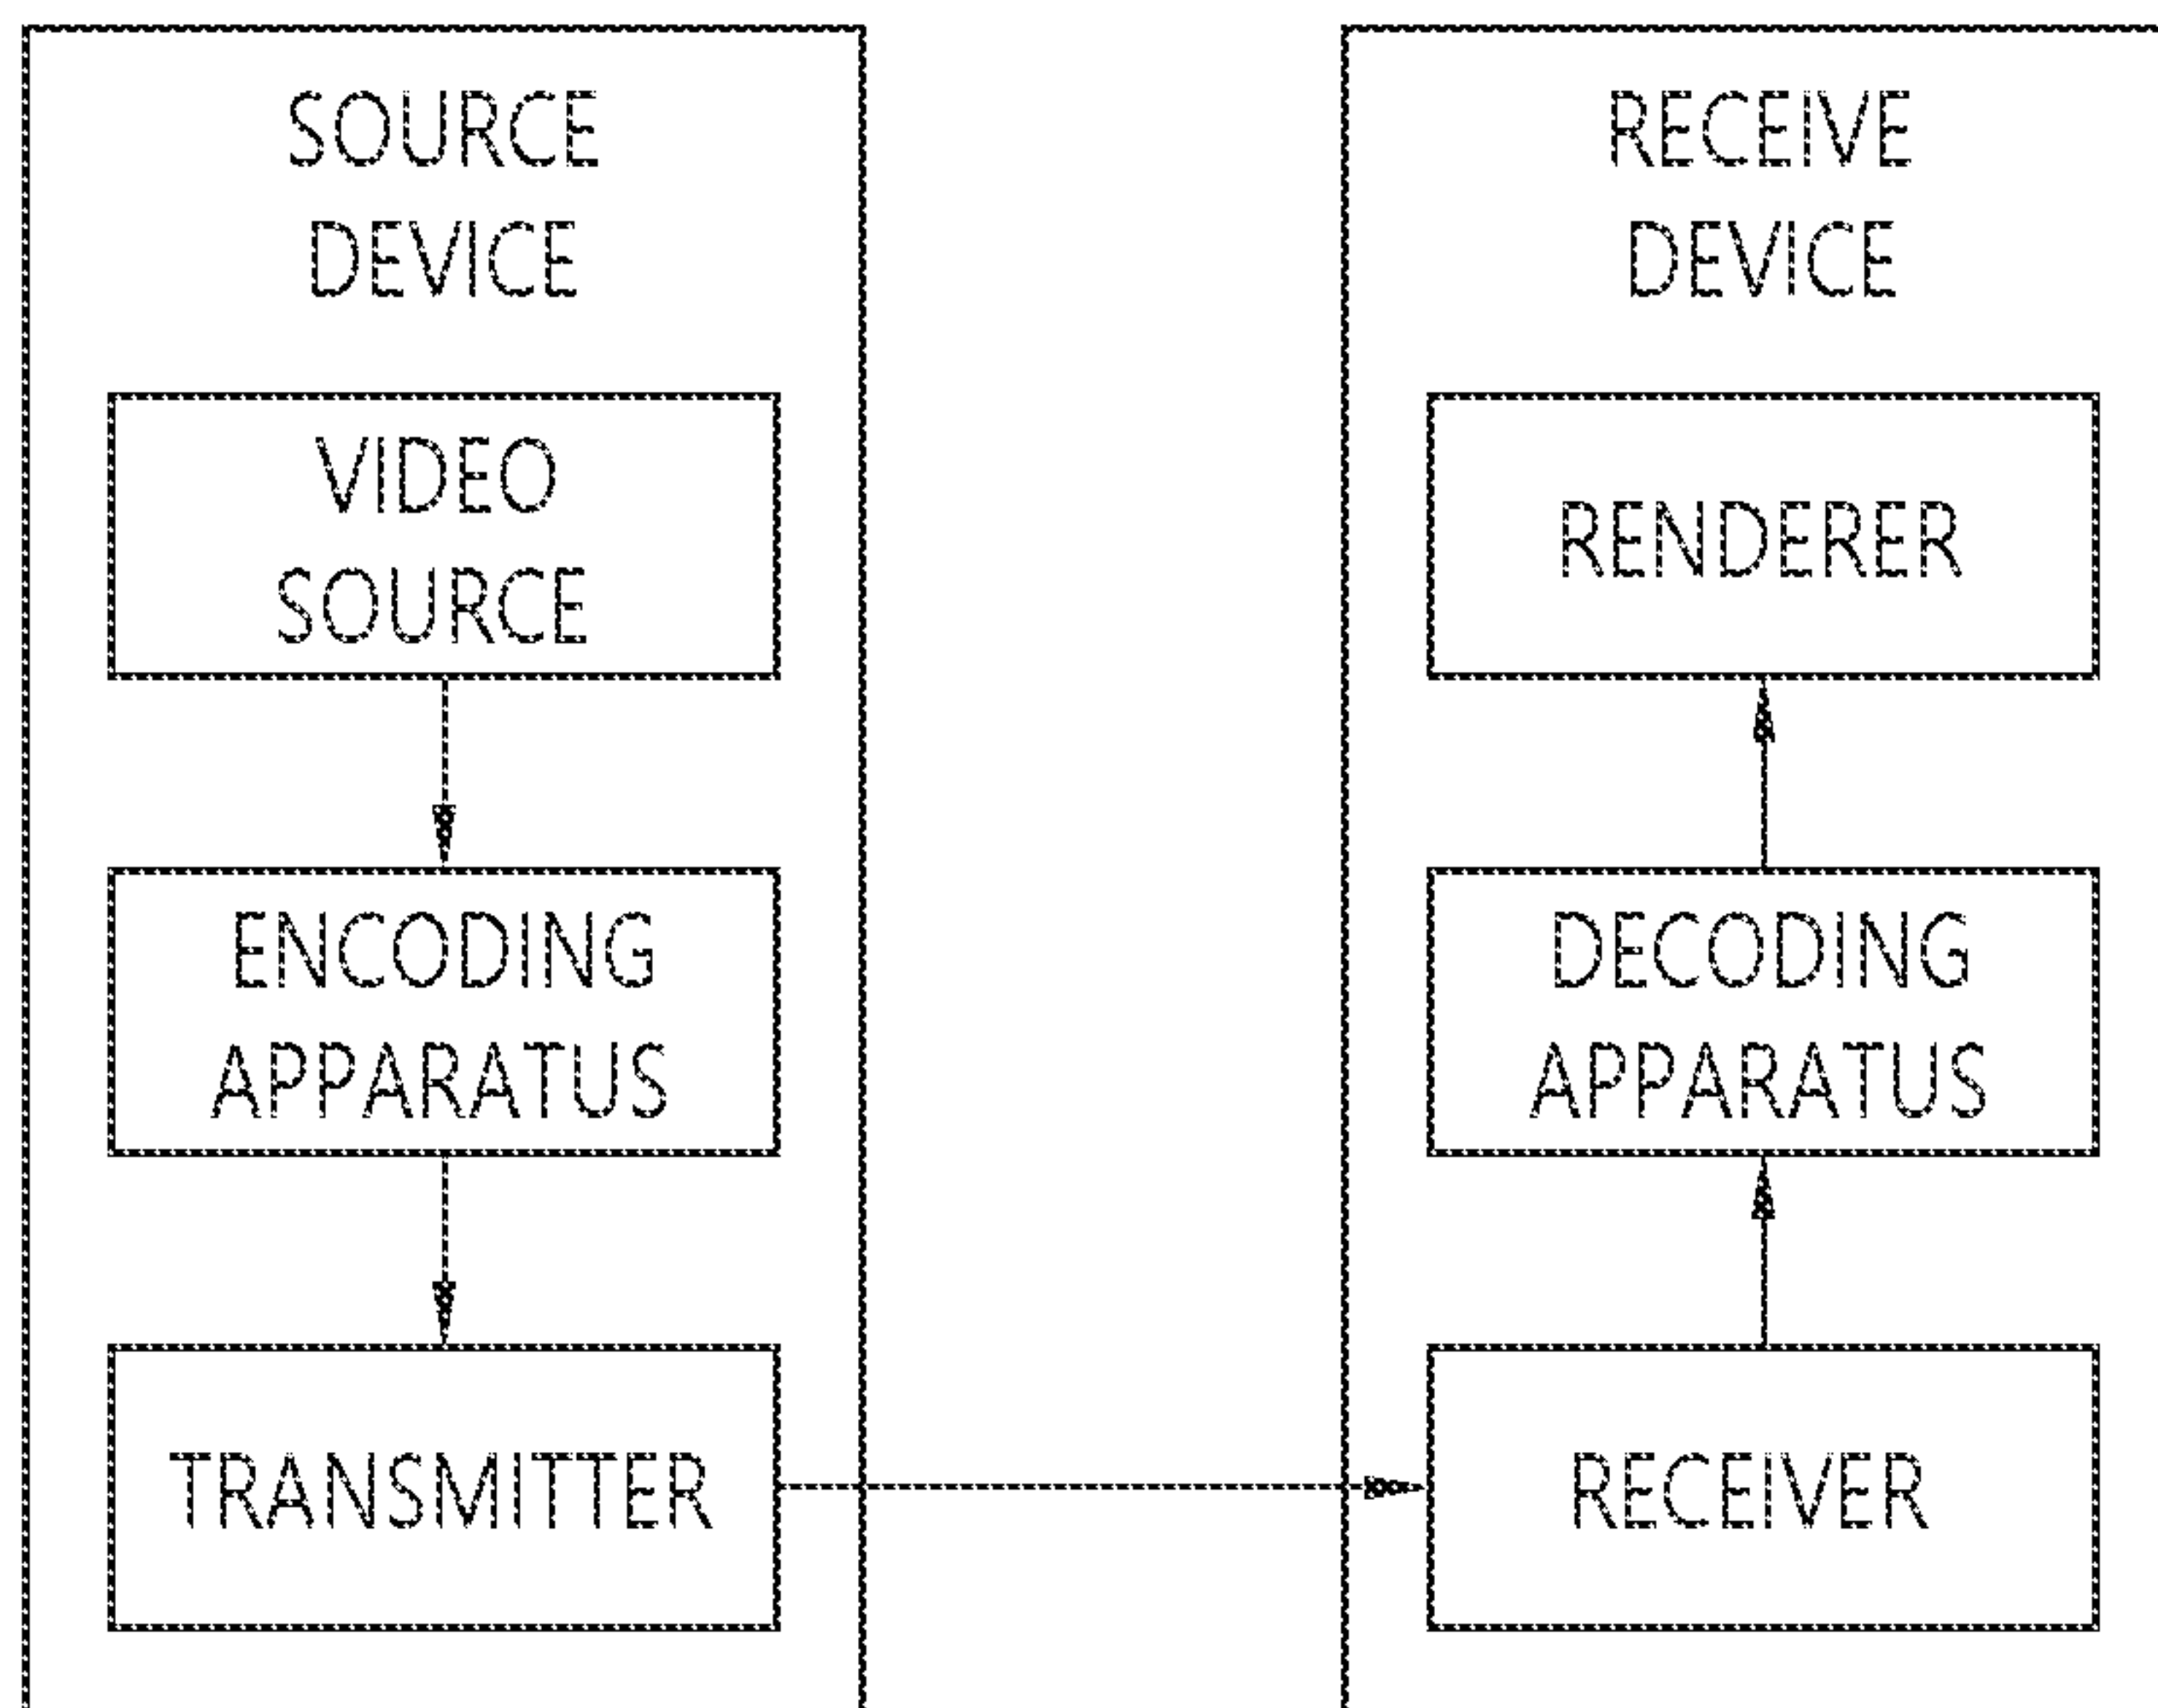 SOURCE
DEVICE
VIDEO
SOURCE
ENCODING
APPARATUS
TRANSMITTER
RECEIVE
DEVICE
RENDERER
DECODING
APPARATUS
RECEIVER